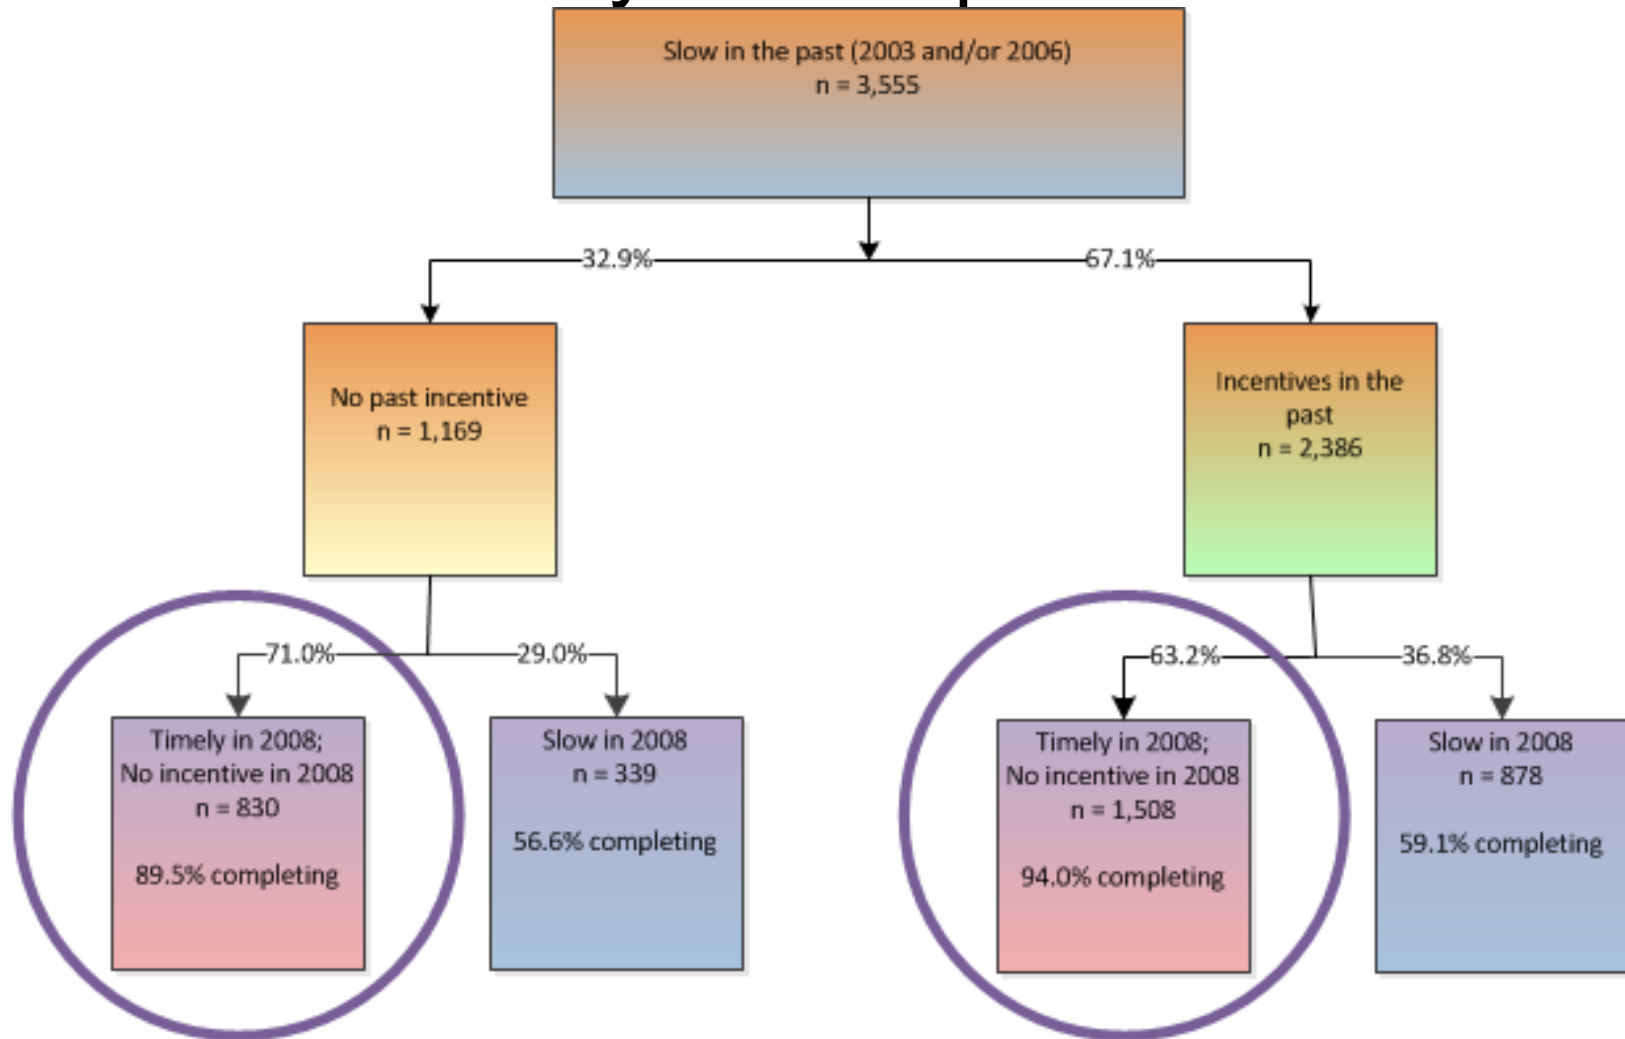 Slow in the past (2003 and/or 2006)
n = 3,555
32.9%
67.1%
No past incentive
n = 1,169
Incentives in the
past
n = 2,386
71.0%
29.0%
63.2%
36.8%
Timely in 2008;
No incentive in 2008
n = 830
89.5% completing
Slow in 2008
n = 339
56.6% completing
Timely in 2008;
No incentive in 2008
n = 1,508
94.0% completing
Slow in 2008
n = 878
59.1% completing